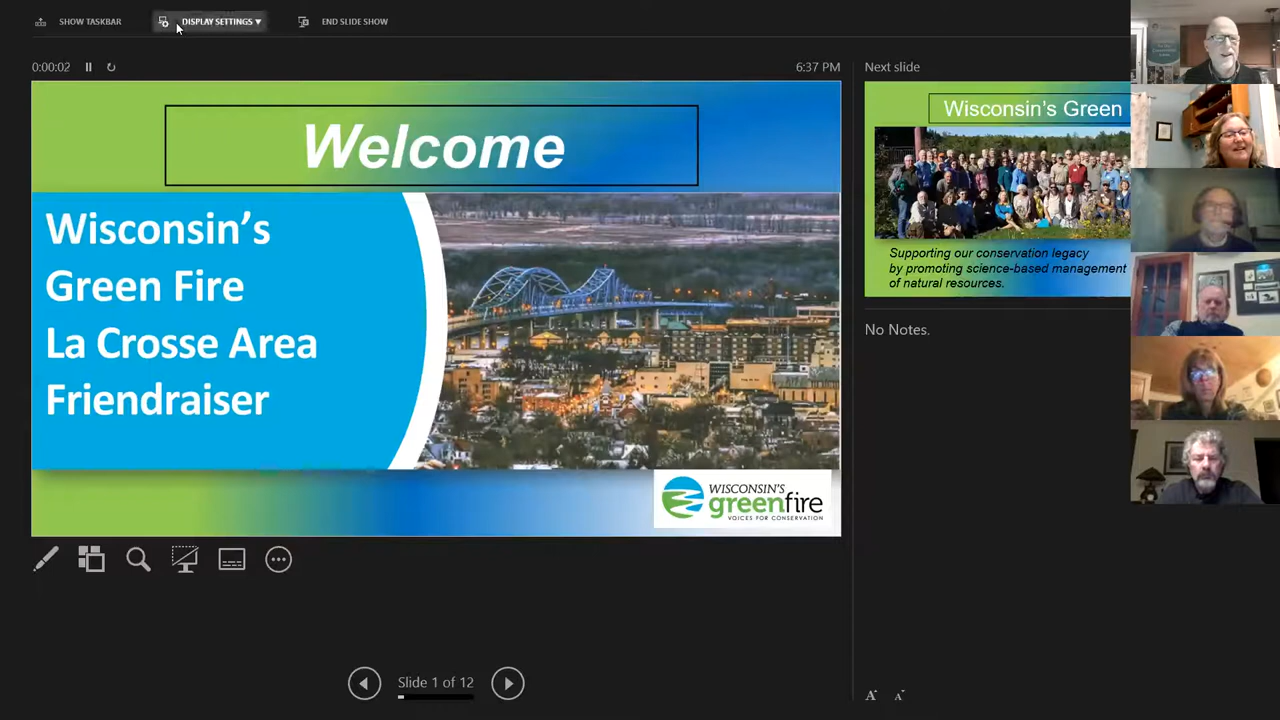 SHOW TASKBAR
DISPLAY SETTINGS ▼
END SLIDE SHOW
0:00:02
6:37 PM
Welcome
Wisconsin's
Green Fire
La Crosse Area
Friendraiser
WISCONSIN'S
greenfire
VOICES FOR CONSERVATION
Next slide
Wisconsin's Green
Supporting our conservation legacy
by promoting science-based management
of natural resources.
No Notes.
Slide 1 of 12
A
A